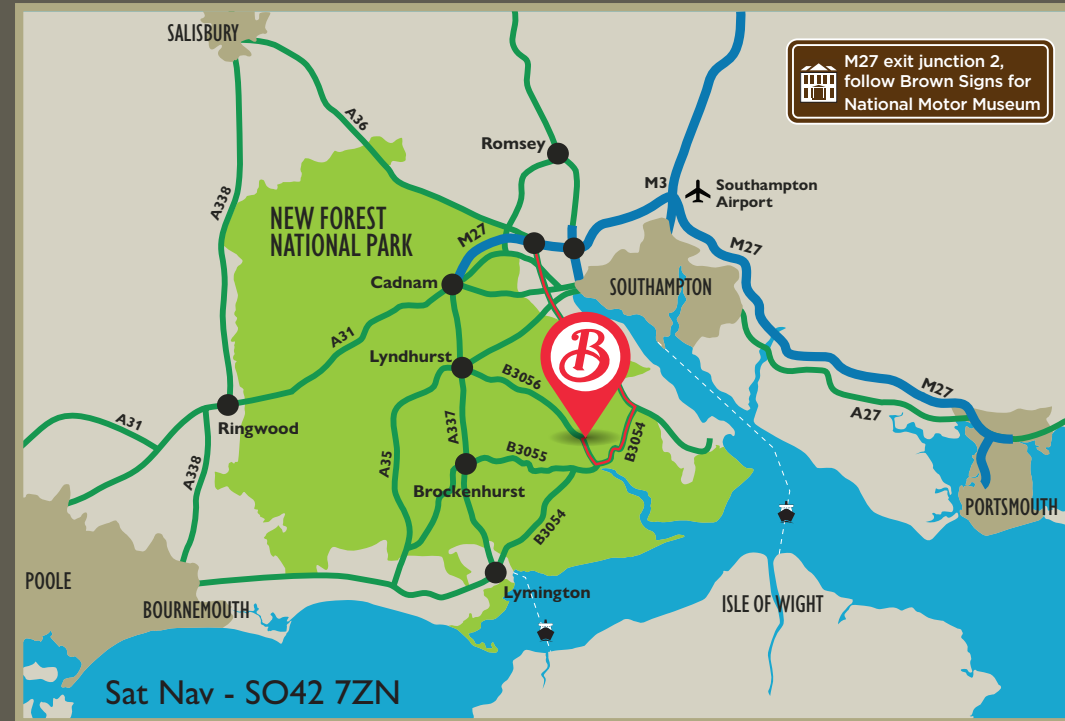 SALISBURY
M27 exit junction 2,
follow Brown Signs for
National Motor Museum
A36
Romsey
A338
M3
Southampton
Airport
NEW FOREST
NATIONAL PARK
M27
M27
Cadnam
SOUTHAMPTON
A31
Lyndhurst
B
B3056
M27
A27
A31
Ringwood
A337
B3054
A338
A35
B3055
Brockenhurst
PORTSMOUTH
B3054
POOLE
BOURNEMOUTH
Lymington
ISLE OF WIGHT
Sat Nav - SO42 7ZN